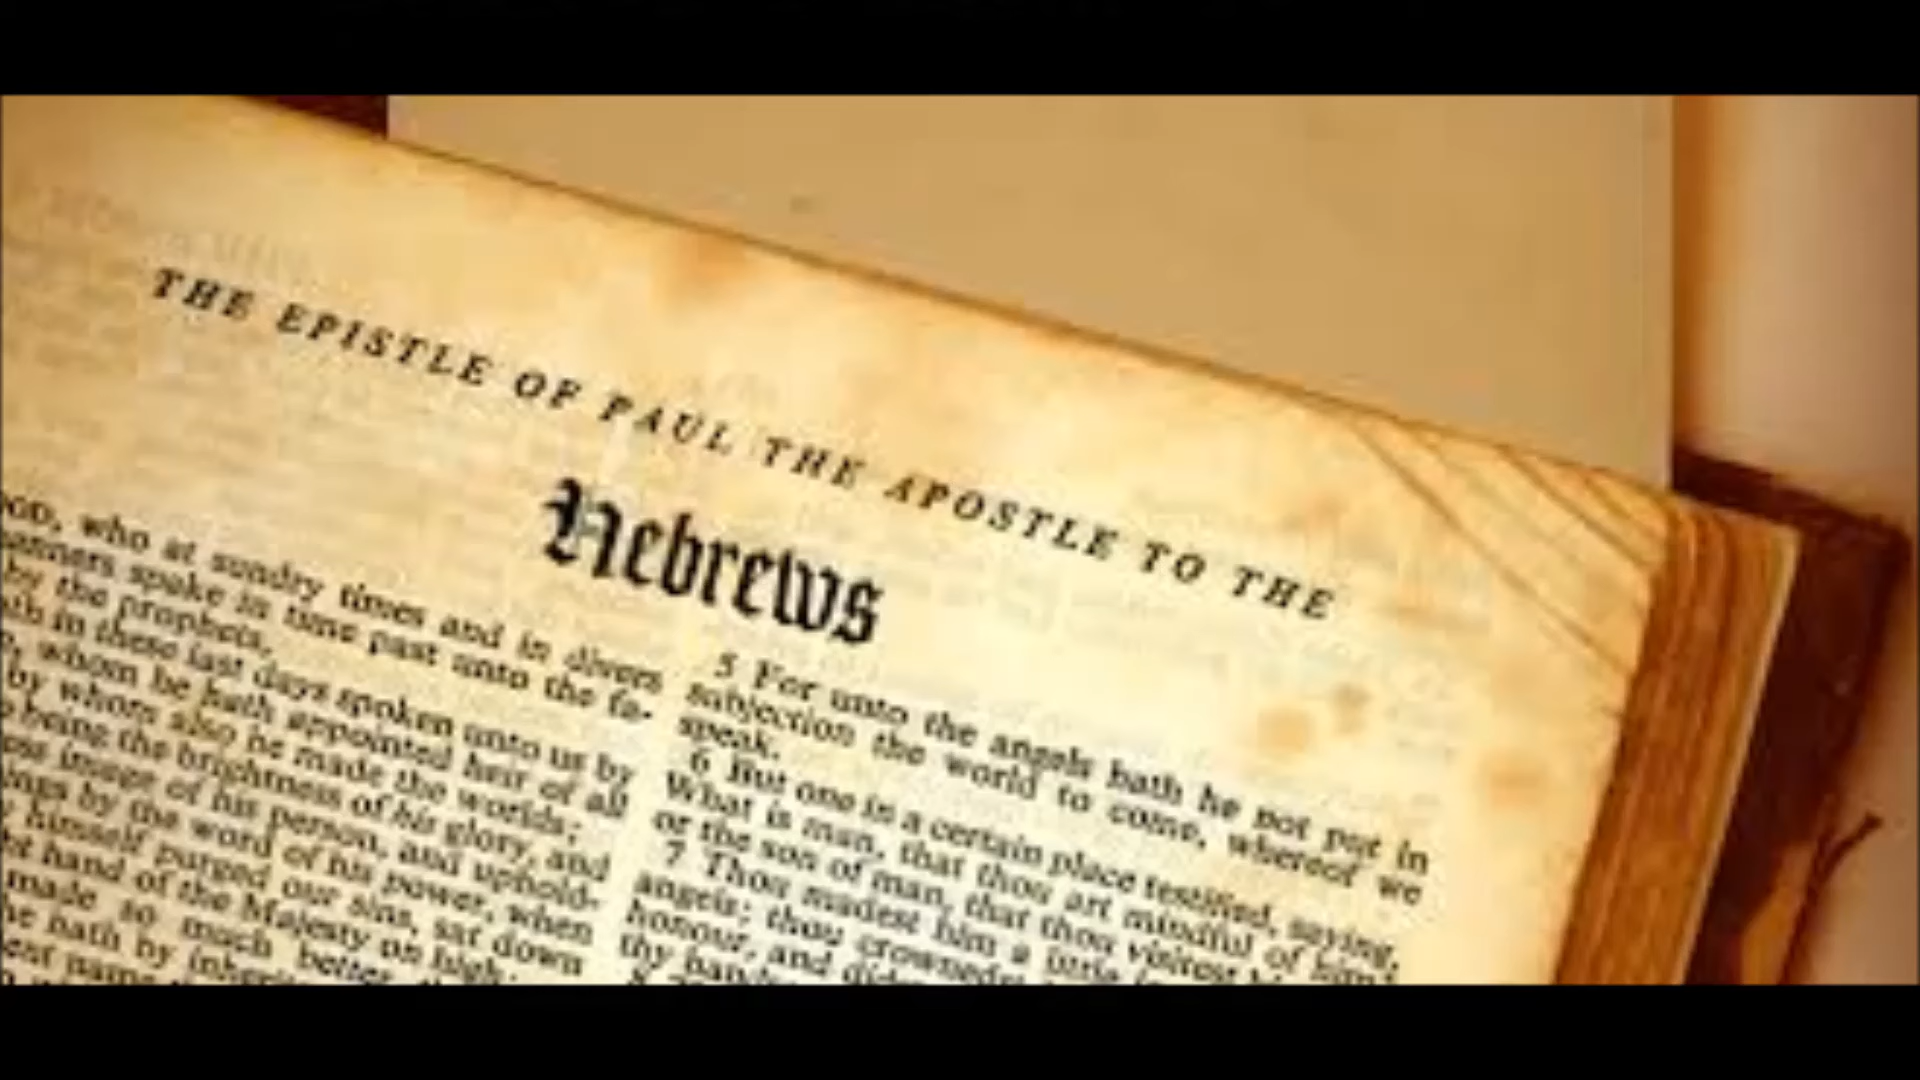 THE EPISTLE OF PAUL THE APOSTLE TO THE
Hebrews
GOD, who at sundry times and in divers
manners spake in time past unto the fa-
by the prophets,
hath in these last days spoken unto us by
whom he hath appointed heir of all
by whom also he made the worlds;
being the brightness of his glory, and
image of his person, and uphold-
by the word of his power, when
himself purged our sins, sat down
hand of the Majesty on high.
made so much better
he hath by
name
5 For unto the angels hath he not put in
subjection the world to come, whereof we
speak.
6 But one in a certain place testified, saying,
What is man, that thou art mindful of him?
or the son of man, that thou visitest
7 Thou madest him a little
angels; thou crownedst
honour, and
thy